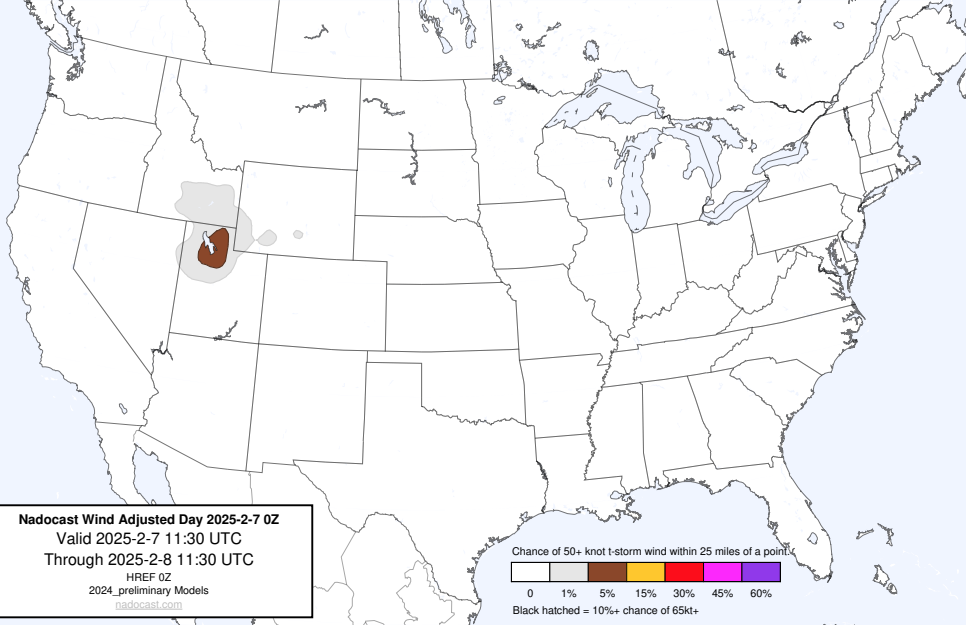 Nadocast Wind Adjusted Day 2025-2-7 0Z
Valid 2025-2-7 11:30 UTC
Through 2025-2-8 11:30 UTC
HREF 0Z
2024_preliminary Models
nadocast.com
Chance of 50+ knot t-storm wind within 25 miles of a point.
0 1% 5% 15% 30% 45% 60%
Black hatched = 10%+ chance of 65kt+